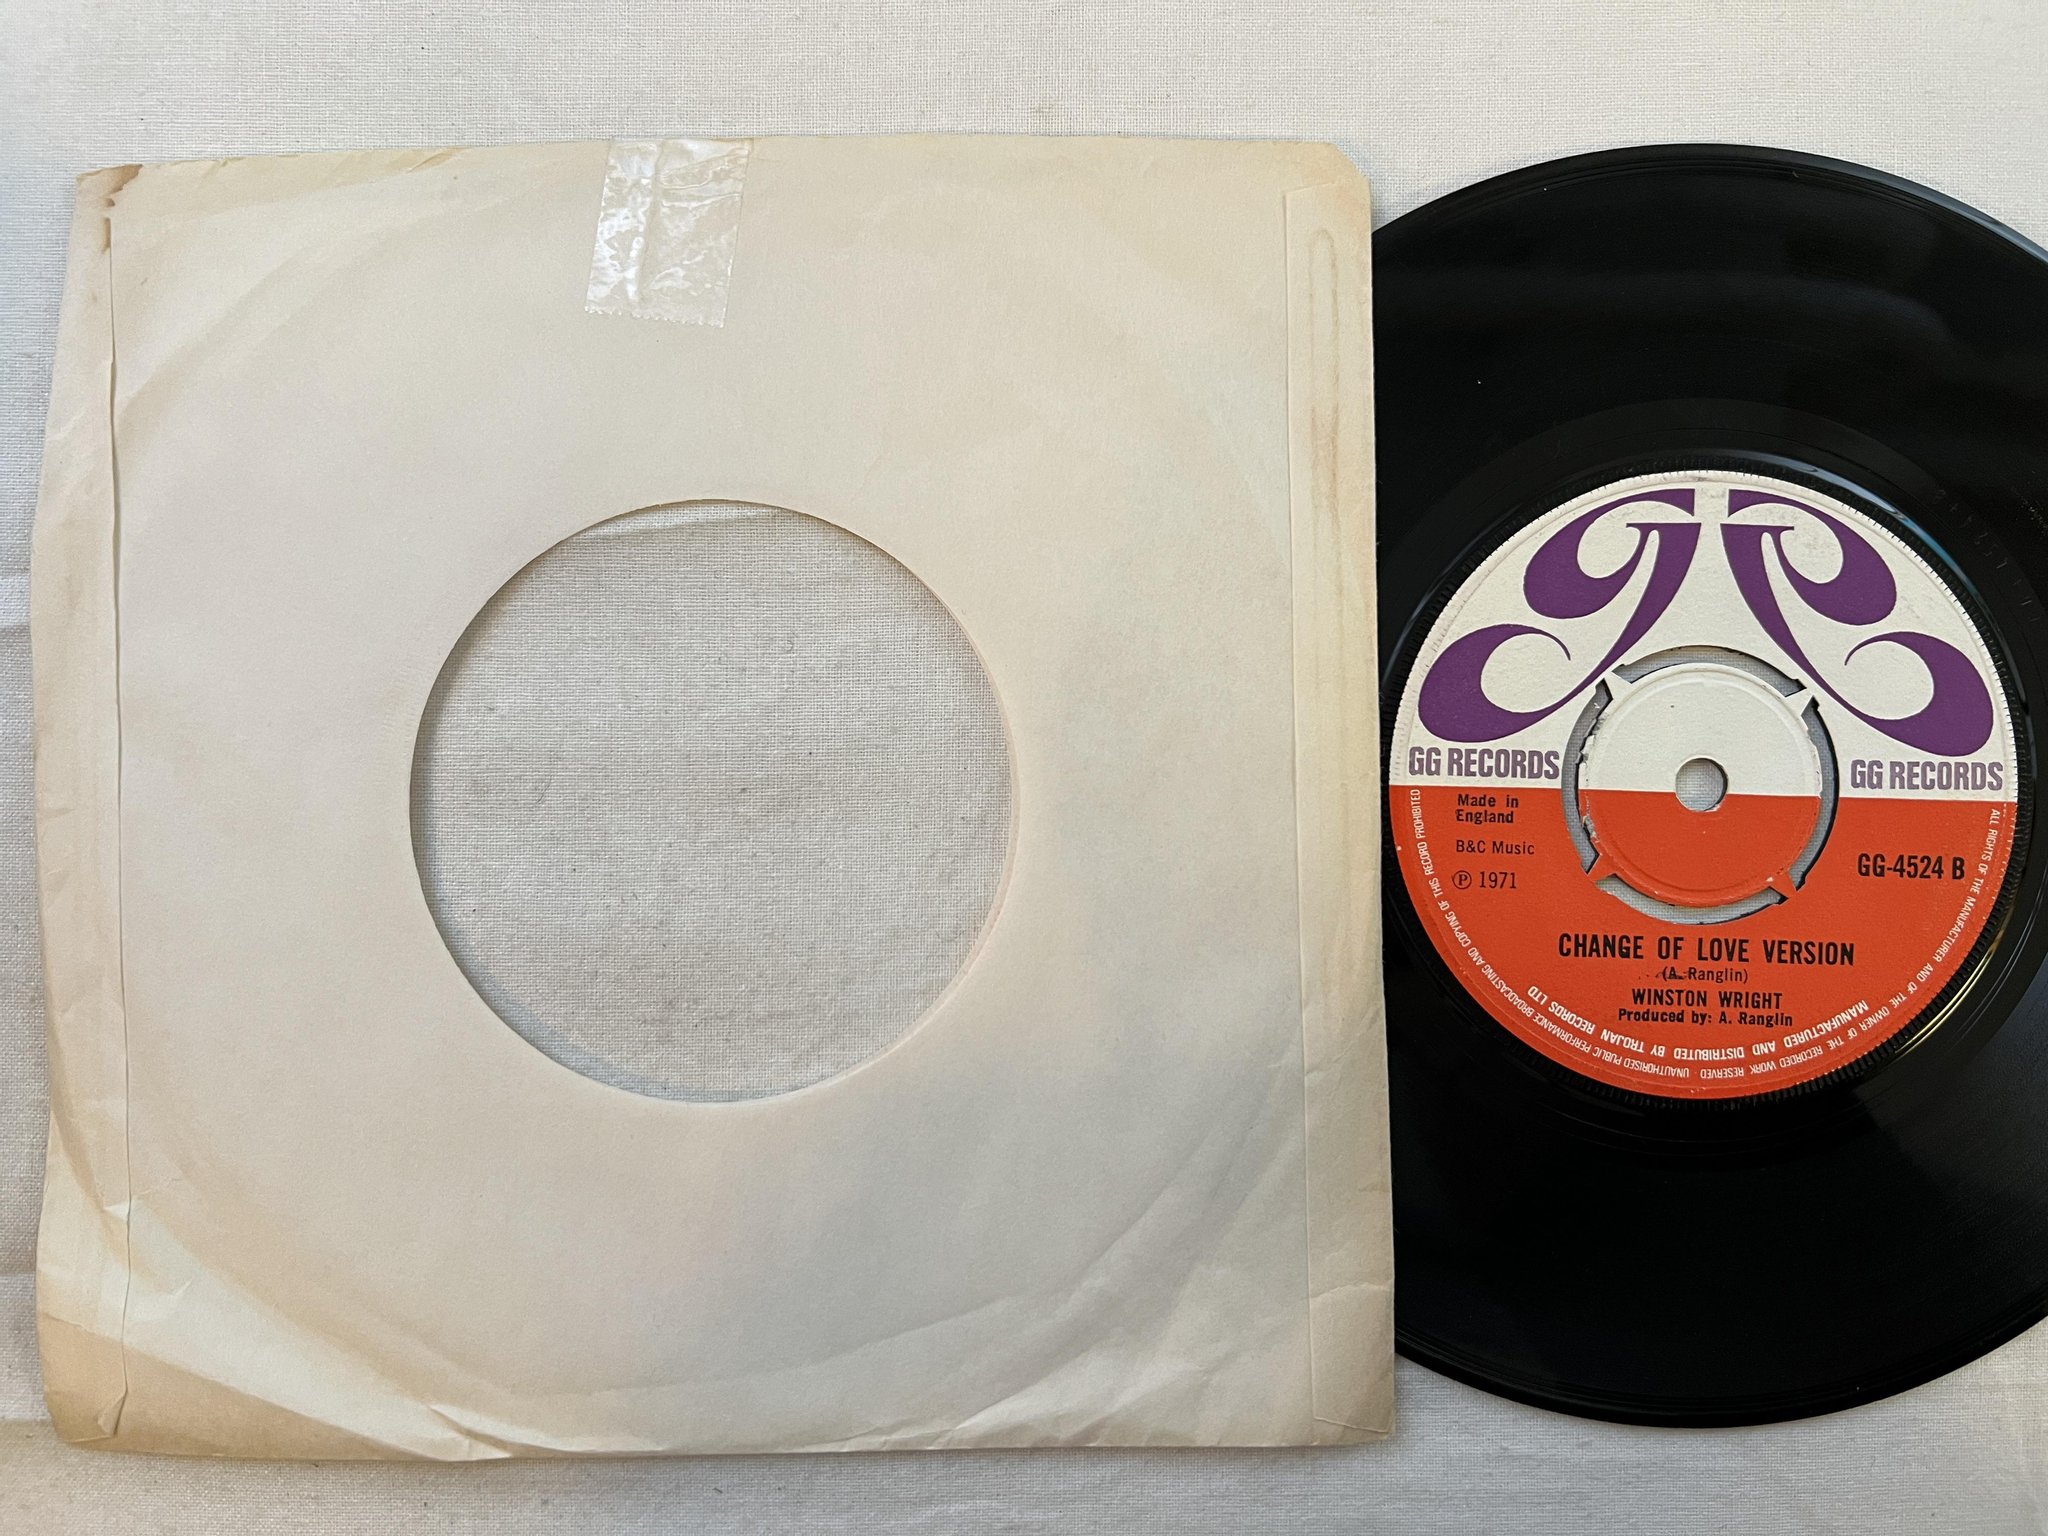 GG RECORDS
GG RECORDS
Made in
England
B&C Music
℗ 1971
GG-4524 B
CHANGE OF LOVE VERSION
(A. Ranglin)
WINSTON WRIGHT
Produced by: A. Ranglin
MANUFACTURED AND DISTRIBUTED BY TROJAN RECORDS LTD
ALL RIGHTS OF THE MANUFACTURER AND OF THE OWNER OF THE RECORDED WORK RESERVED · UNAUTHORISED PUBLIC PERFORMANCE BROADCASTING AND COPYING OF THIS RECORD PROHIBITED